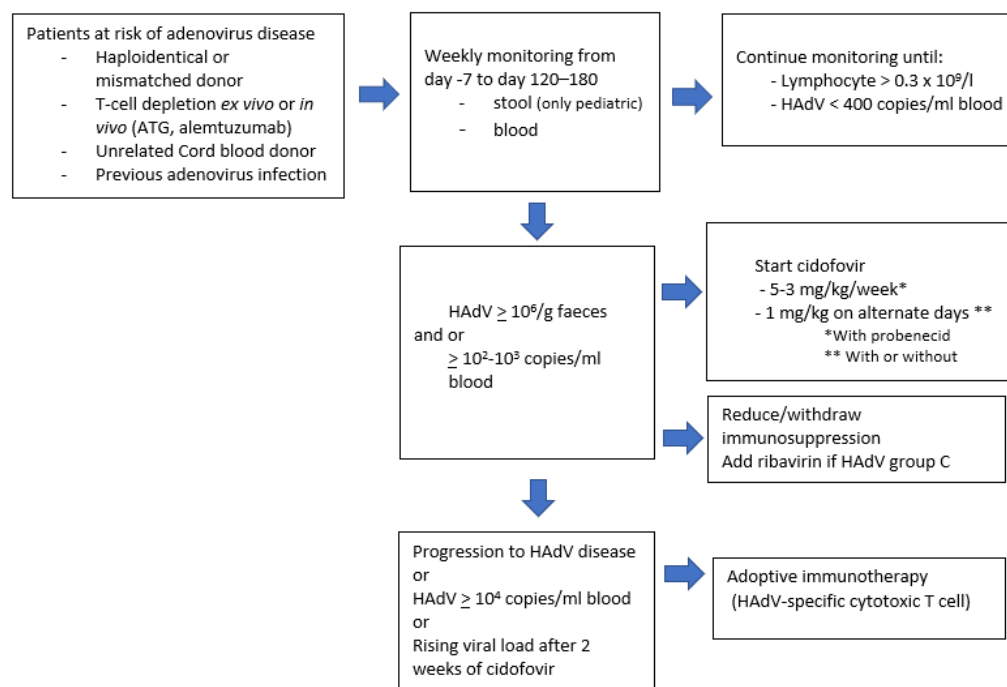 Patients at risk of adenovirus disease
- Haploidentical or
mismatched donor
- T-cell depletion ex vivo or in
vivo (ATG, alemtuzumab)
- Unrelated Cord blood donor
- Previous adenovirus infection
Weekly monitoring from
day -7 to day 120–180
- stool (only pediatric)
- blood
Continue monitoring until:
- Lymphocyte > 0.3 x 10⁹/l
- HAdV < 400 copies/ml blood
HAdV ≥ 10⁶/g faeces
and or
≥ 10²-10³ copies/ml
blood
Start cidofovir
- 5-3 mg/kg/week*
- 1 mg/kg on alternate days **
*With probenecid
** With or without
Reduce/withdraw
immunosuppression
Add ribavirin if HAdV group C
Progression to HAdV disease
or
HAdV ≥ 10⁴ copies/ml blood
or
Rising viral load after 2
weeks of cidofovir
Adoptive immunotherapy
(HAdV-specific cytotoxic T cell)